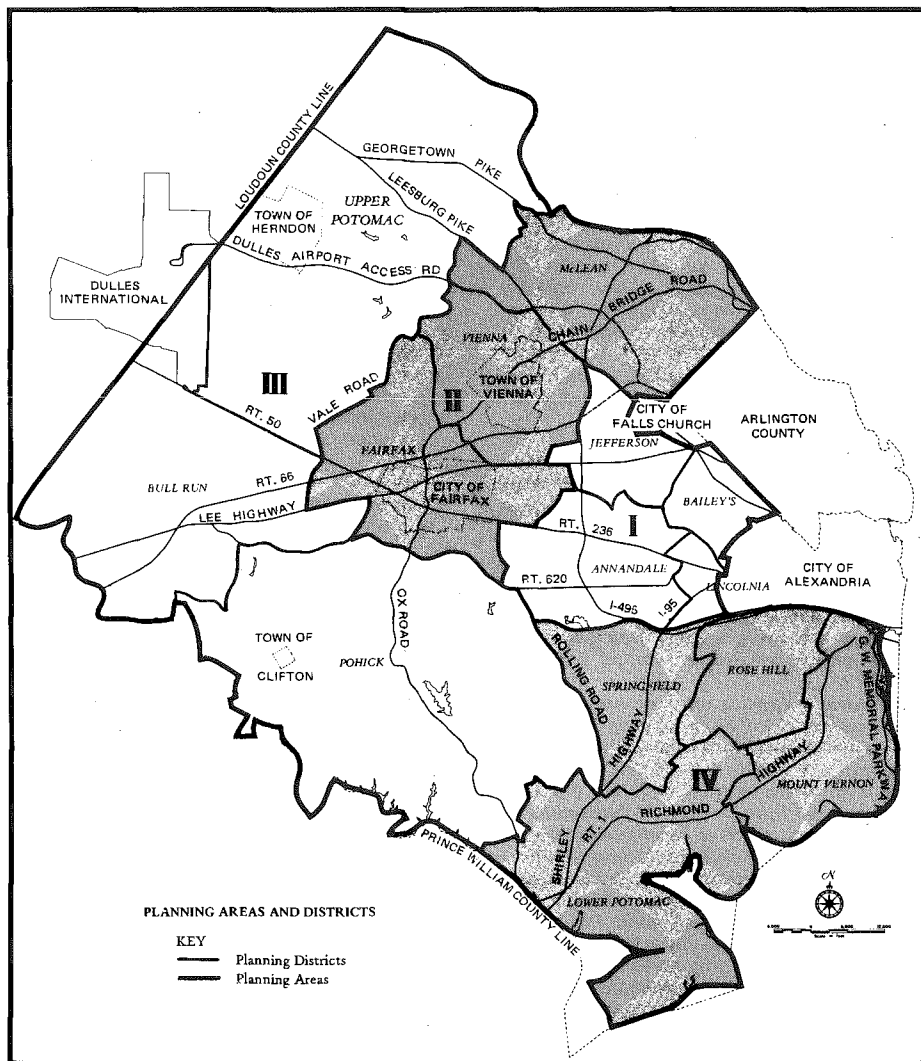 LOUDOUN COUNTY LINE
GEORGETOWN PIKE
LEESBURG PIKE
UPPER
POTOMAC
TOWN OF
HERNDON
DULLES AIRPORT ACCESS RD
DULLES
INTERNATIONAL
McLEAN
CHAIN BRIDGE ROAD
VIENNA
TOWN OF
VIENNA
III
II
VALE ROAD
RT. 50
CITY OF
FALLS CHURCH
ARLINGTON
COUNTY
JEFFERSON
FAIRFAX
RT. 66
BULL RUN
LEE HIGHWAY
CITY OF
FAIRFAX
BAILEY'S
I
RT. 236
ANNANDALE
RT. 620
LINCOLNIA
CITY OF
ALEXANDRIA
I-495
I-95
OX ROAD
TOWN OF
CLIFTON
POHICK
ROLLING ROAD
SPRINGFIELD
ROSE HILL
G. W. MEMORIAL PARKWAY
SHIRLEY HIGHWAY
IV
RT. 1
RICHMOND HIGHWAY
MOUNT VERNON
PRINCE WILLIAM COUNTY LINE
LOWER POTOMAC
N
PLANNING AREAS AND DISTRICTS
KEY
Planning Districts
Planning Areas